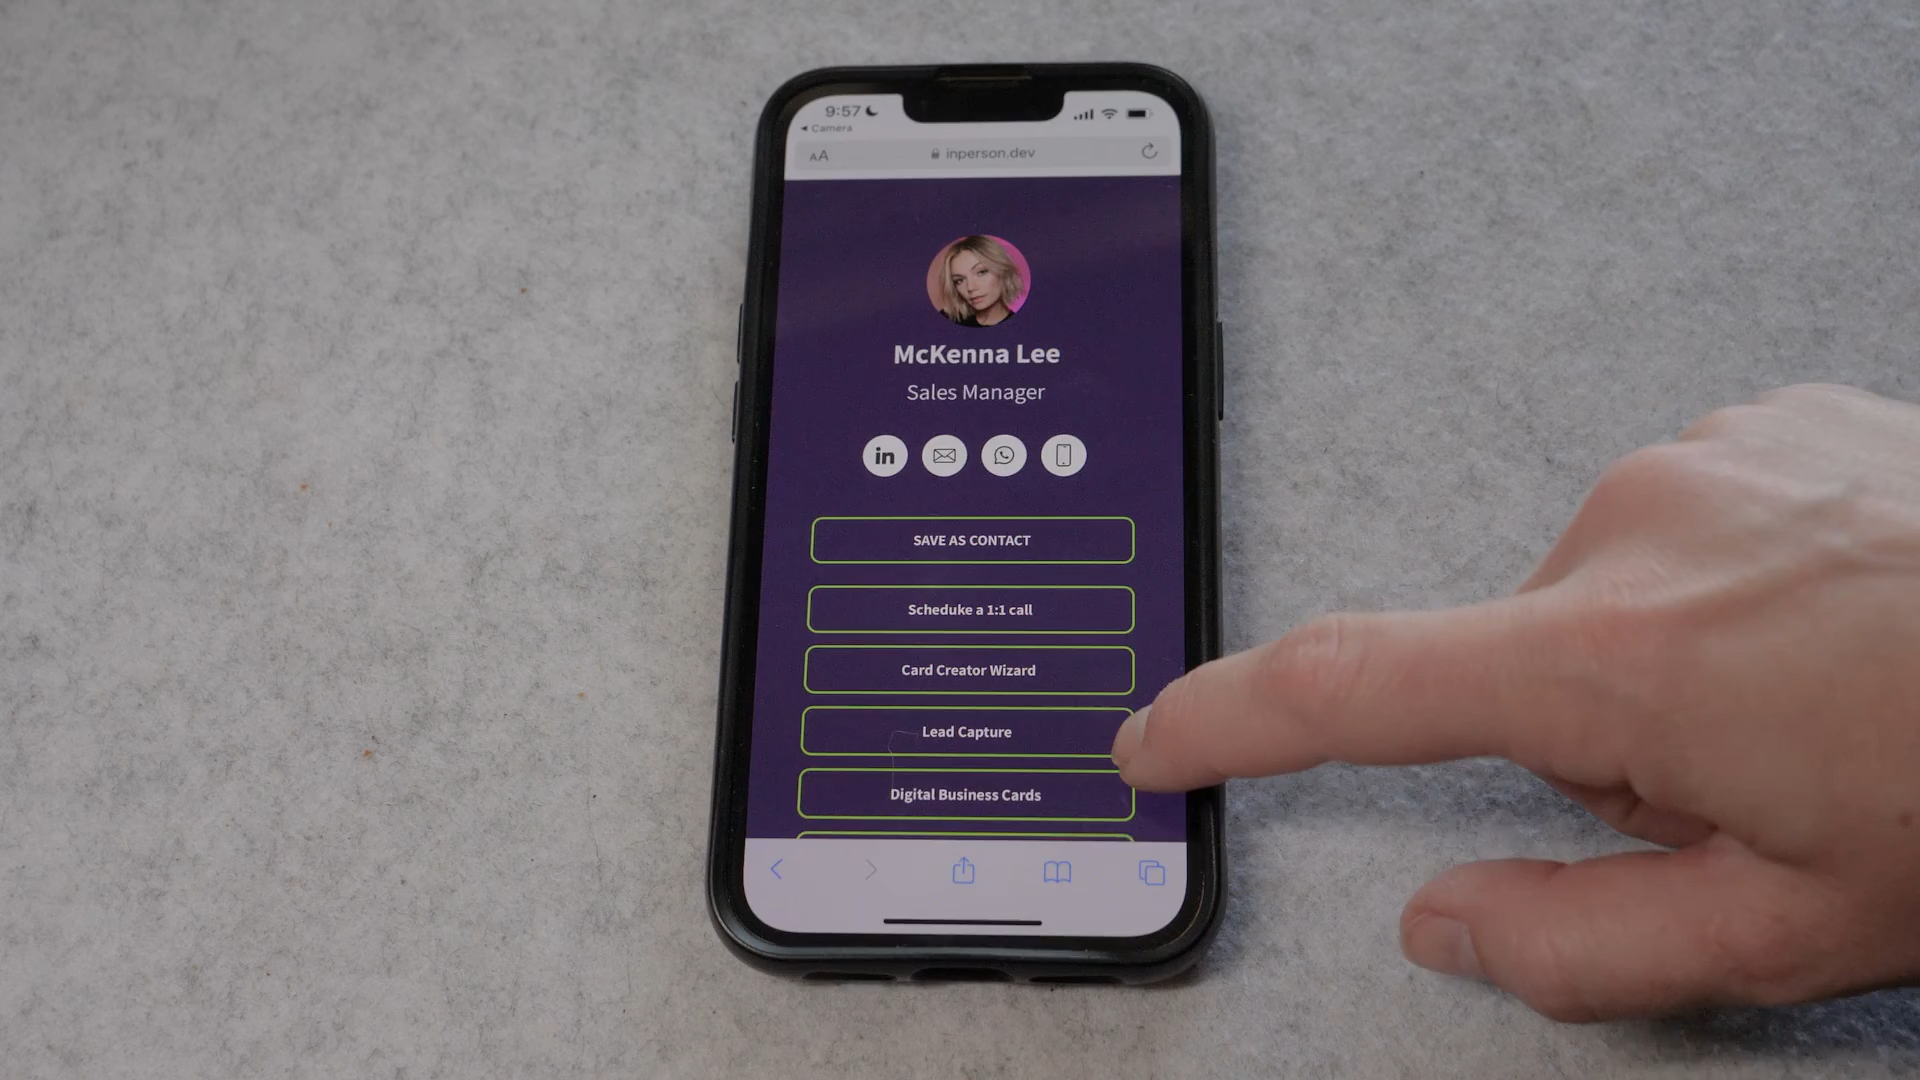 9:57
◂ Camera
AA inperson.dev
McKenna Lee
Sales Manager
in
SAVE AS CONTACT
Scheduke a 1:1 call
Card Creator Wizard
Lead Capture
Digital Business Cards